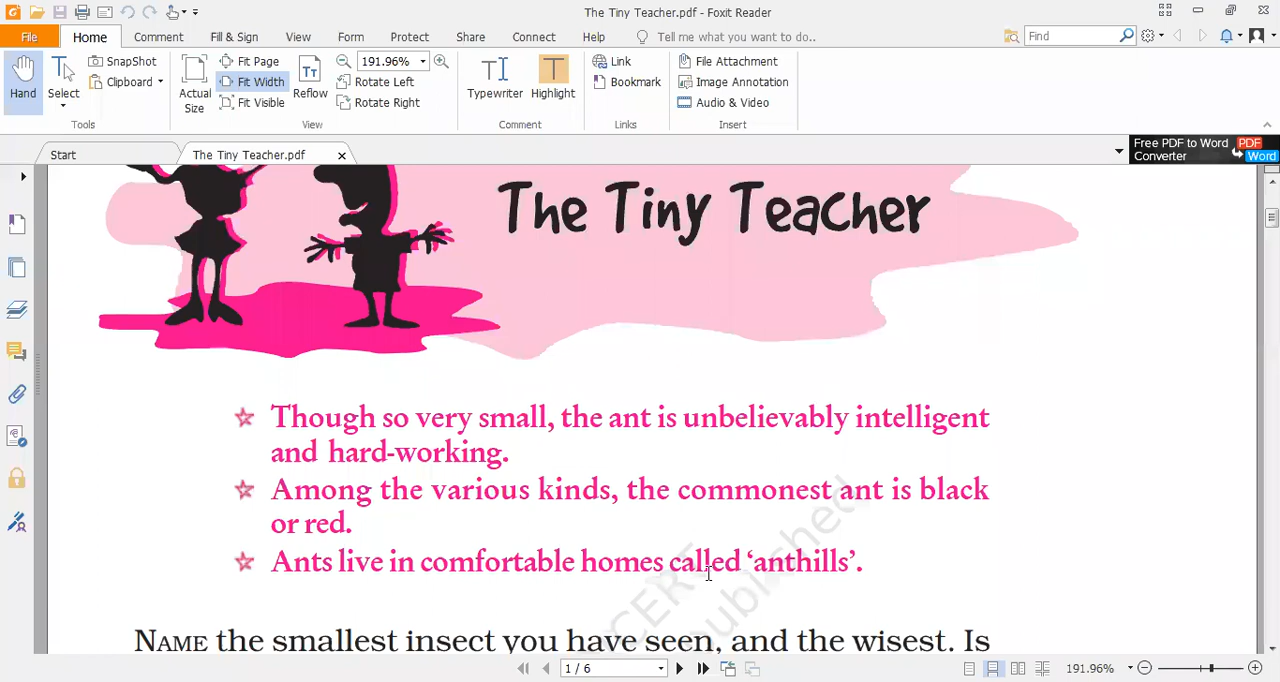 The Tiny Teacher.pdf - Foxit Reader
File Home Comment Fill & Sign View Form Protect Share Connect Help Tell me what you want to do.. Find
Hand
Select
SnapShot
Clipboard
Tools
Actual Size
Fit Page
Fit Width
Fit Visible
Reflow
191.96%
Rotate Left
Rotate Right
View
Typewriter
Highlight
Comment
Link
Bookmark
Links
File Attachment
Image Annotation
Audio & Video
Insert
Start
The Tiny Teacher.pdf
Free PDF to Word Converter
PDF
Word
The Tiny Teacher
Though so very small, the ant is unbelievably intelligent
and hard-working.
Among the various kinds, the commonest ant is black
or red.
Ants live in comfortable homes called ‘anthills’.
NAME the smallest insect you have seen, and the wisest. Is
1 / 6
191.96%